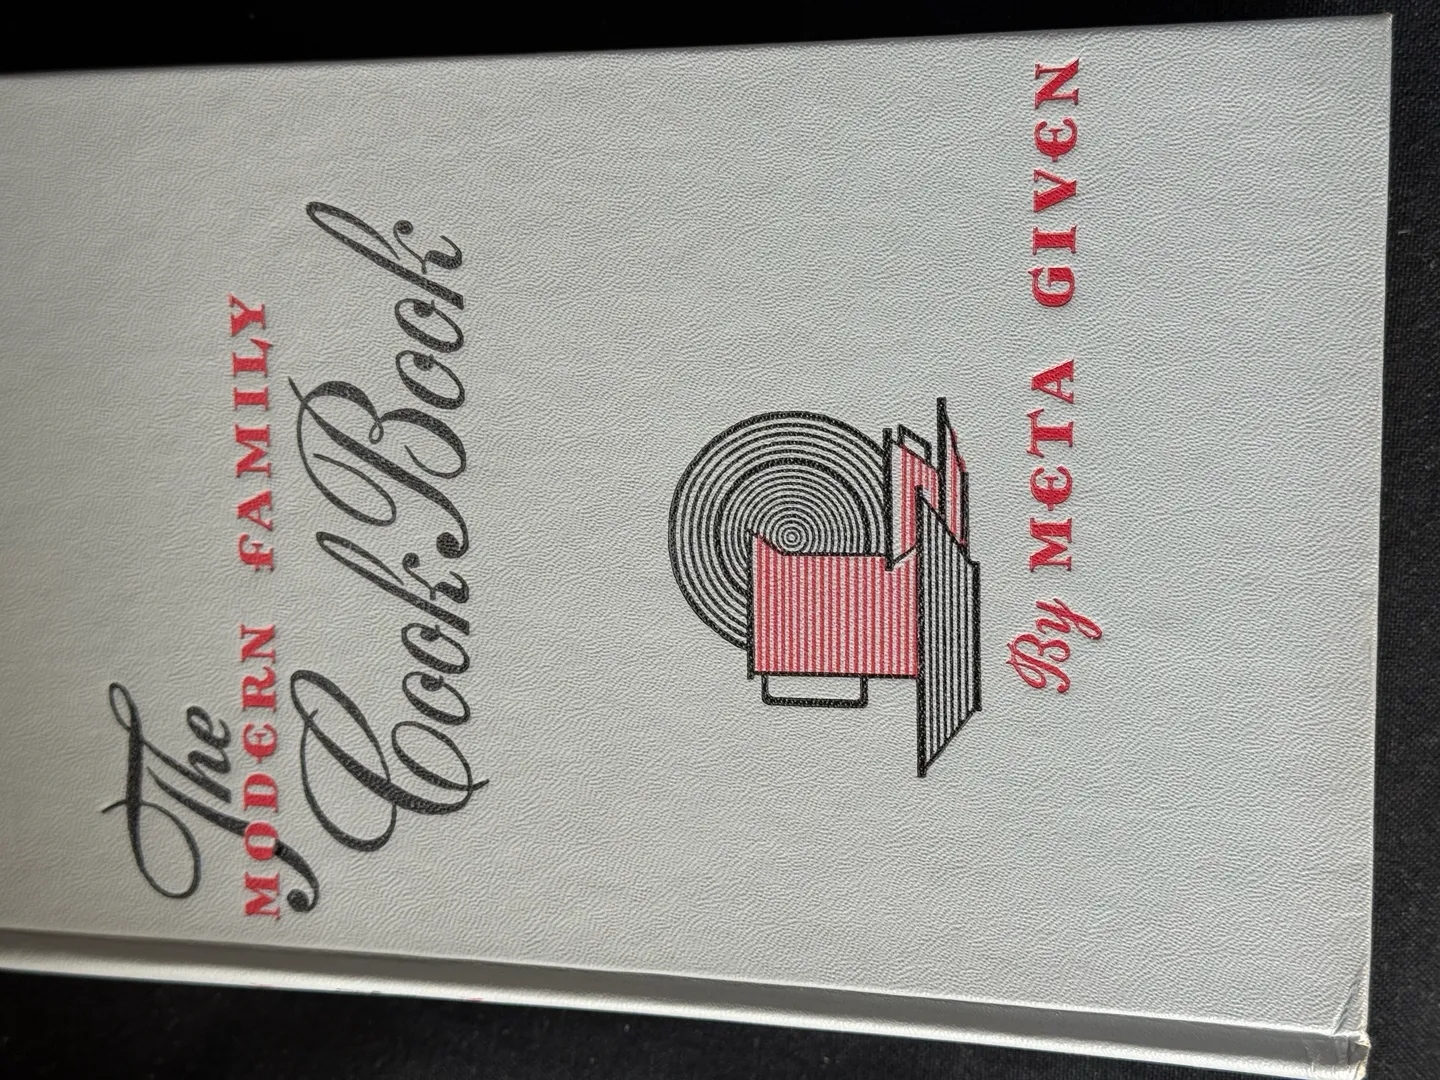 The
MODERN FAMILY
Cook Book
By META GIVEN